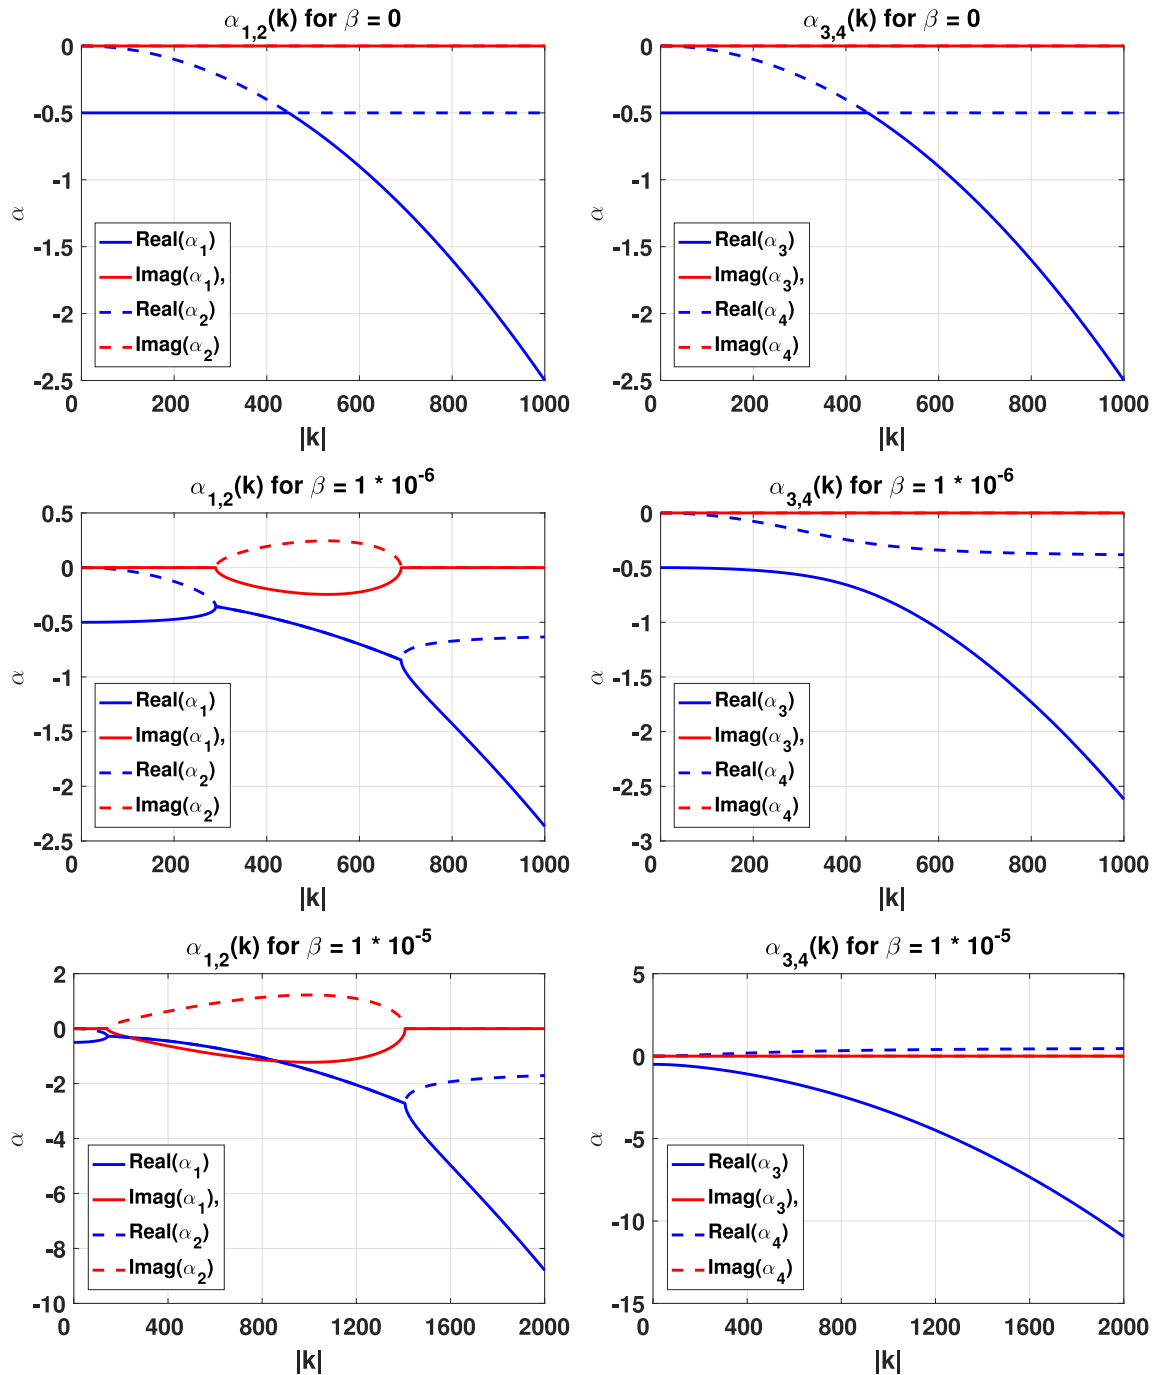 α1,2(k) for β = 0
0
-0.5
-1
-1.5
-2
-2.5
α
Real(α1)
Imag(α1),
Real(α2)
Imag(α2)
0 200 400 600 800 1000
|k|
α3,4(k) for β = 0
0
-0.5
-1
-1.5
-2
-2.5
α
Real(α3)
Imag(α3),
Real(α4)
Imag(α4)
0 200 400 600 800 1000
|k|
α1,2(k) for β = 1 * 10-6
0.5
0
-0.5
-1
-1.5
-2
-2.5
α
Real(α1)
Imag(α1),
Real(α2)
Imag(α2)
0 200 400 600 800 1000
|k|
α3,4(k) for β = 1 * 10-6
0
-0.5
-1
-1.5
-2
-2.5
-3
α
Real(α3)
Imag(α3),
Real(α4)
Imag(α4)
0 200 400 600 800 1000
|k|
α1,2(k) for β = 1 * 10-5
2
0
-2
-4
-6
-8
-10
α
Real(α1)
Imag(α1),
Real(α2)
Imag(α2)
0 400 800 1200 1600 2000
|k|
α3,4(k) for β = 1 * 10-5
5
0
-5
-10
-15
α
Real(α3)
Imag(α3),
Real(α4)
Imag(α4)
0 400 800 1200 1600 2000
|k|